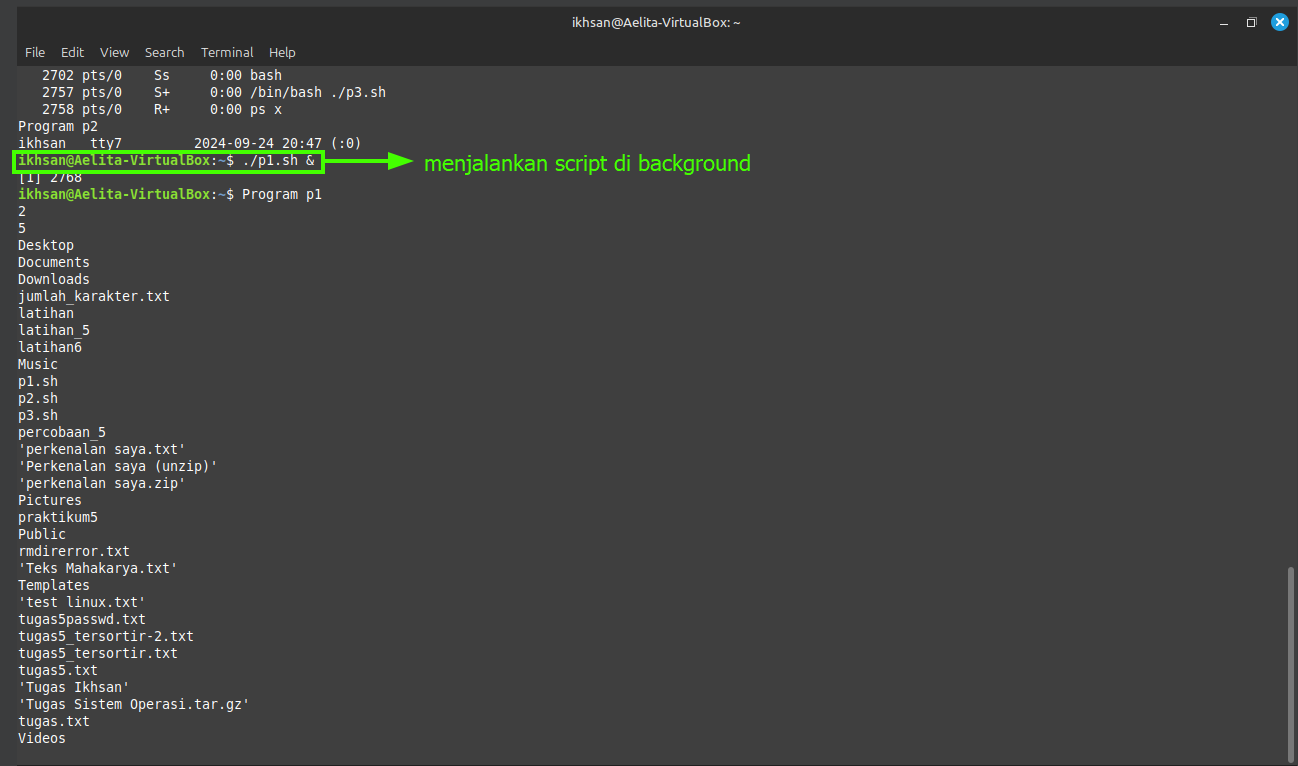 ikhsan@Aelita-VirtualBox: ~
File Edit View Search Terminal Help
   2702 pts/0    Ss     0:00 bash
   2757 pts/0    S+     0:00 /bin/bash ./p3.sh
   2758 pts/0    R+     0:00 ps x
Program p2
ikhsan   tty7         2024-09-24 20:47 (:0)
ikhsan@Aelita-VirtualBox:~$ ./p1.sh & menjalankan script di background
[1] 2768
ikhsan@Aelita-VirtualBox:~$ Program p1
2
5
Desktop
Documents
Downloads
jumlah_karakter.txt
latihan
latihan_5
latihan6
Music
p1.sh
p2.sh
p3.sh
percobaan_5
'perkenalan saya.txt'
'Perkenalan saya (unzip)'
'perkenalan saya.zip'
Pictures
praktikum5
Public
rmdirerror.txt
'Teks Mahakarya.txt'
Templates
'test linux.txt'
tugas5passwd.txt
tugas5_tersortir-2.txt
tugas5_tersortir.txt
tugas5.txt
'Tugas Ikhsan'
'Tugas Sistem Operasi.tar.gz'
tugas.txt
Videos